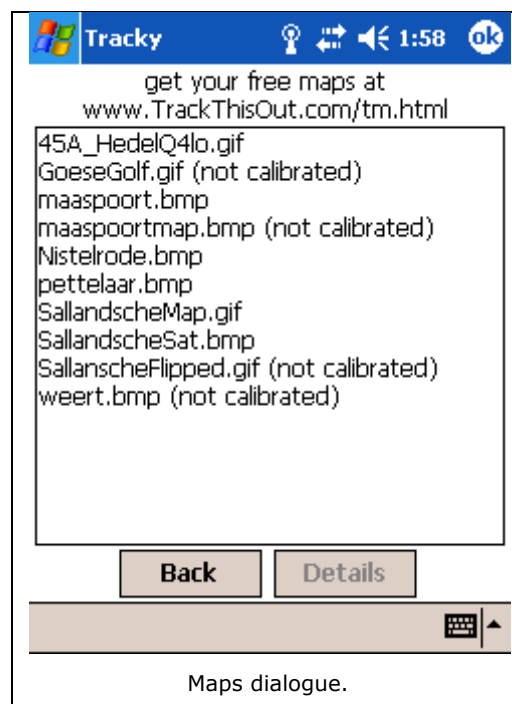 Tracky 1:58 ok
get your free maps at
www.TrackThisOut.com/tm.html
45A_HedelQ4lo.gif
GoeseGolf.gif (not calibrated)
maaspoort.bmp
maaspoortmap.bmp (not calibrated)
Nistelrode.bmp
pettelaar.bmp
SallandscheMap.gif
SallandscheSat.bmp
SallanscheFlipped.gif (not calibrated)
weert.bmp (not calibrated)
Back Details
Maps dialogue.